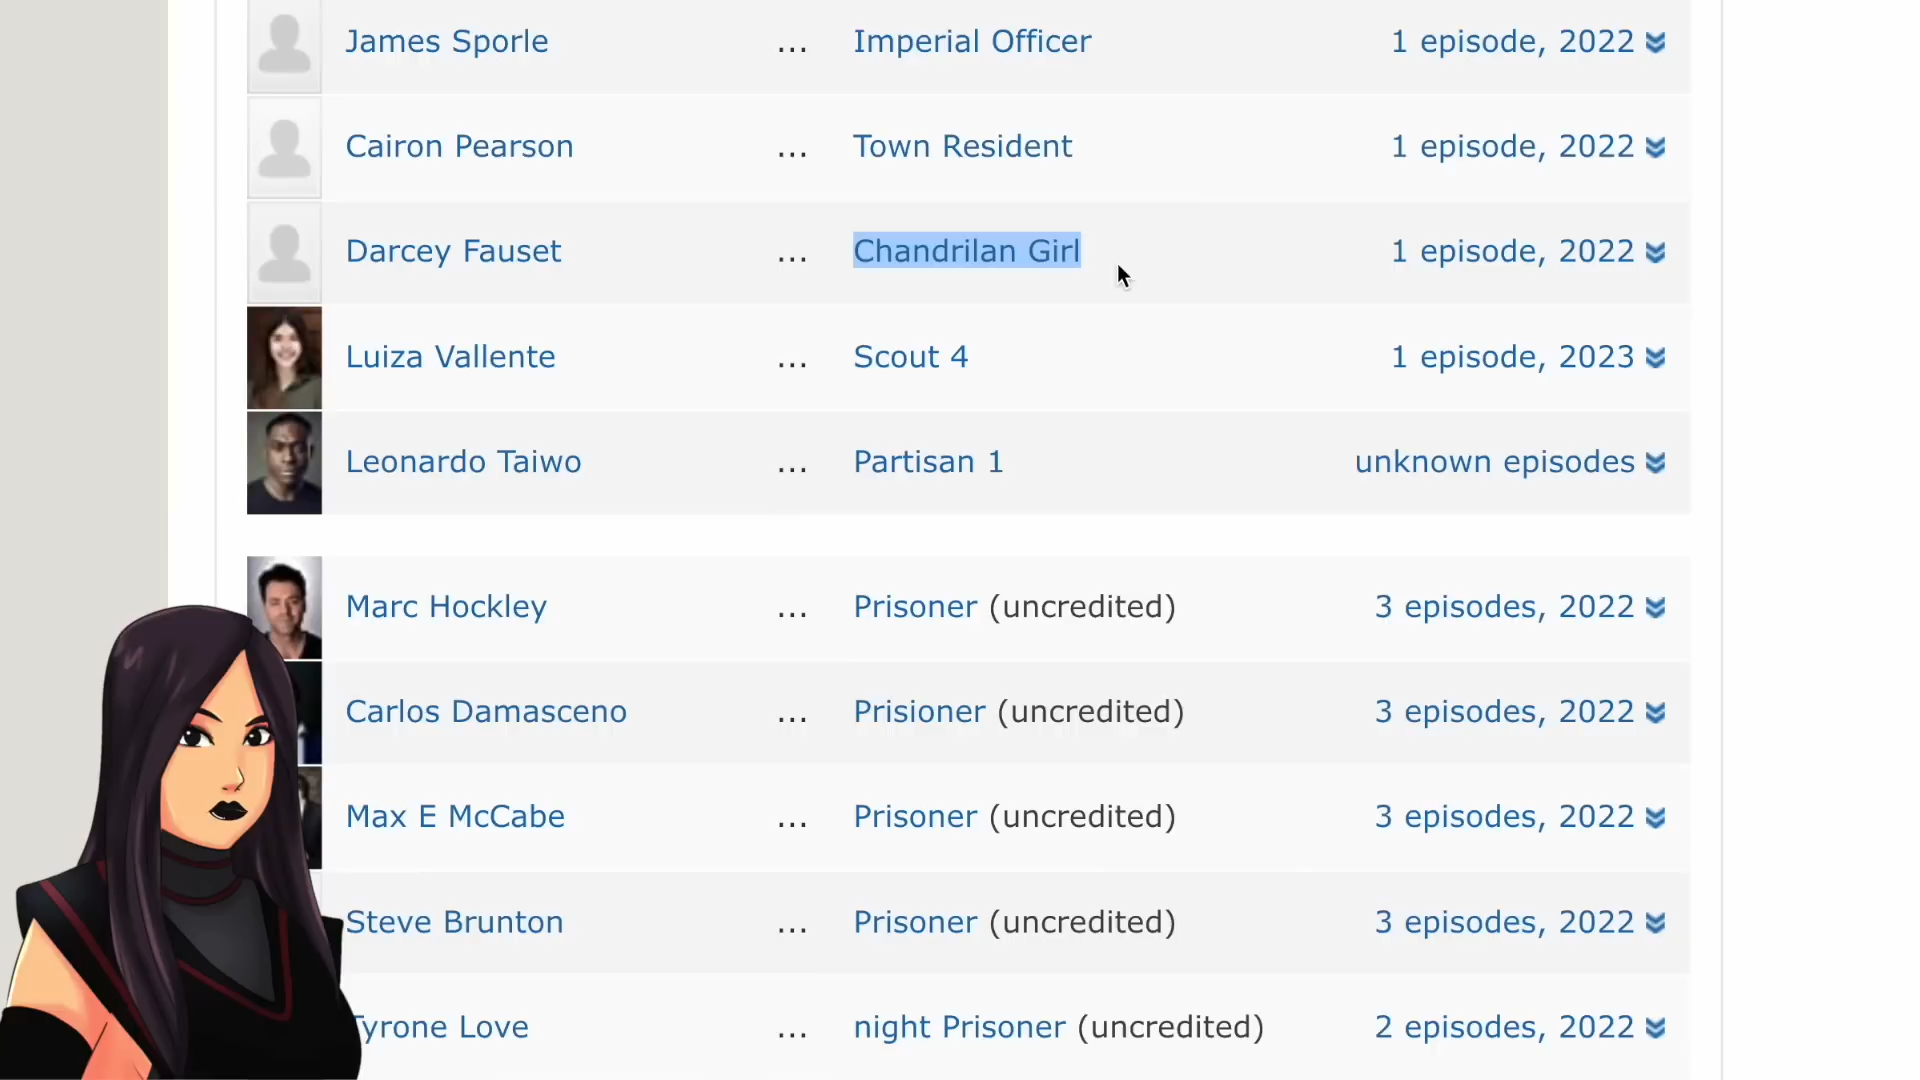 James Sporle ... Imperial Officer 1 episode, 2022
Cairon Pearson ... Town Resident 1 episode, 2022
Darcey Fauset ... Chandrilan Girl 1 episode, 2022
Luiza Vallente ... Scout 4 1 episode, 2023
Leonardo Taiwo ... Partisan 1 unknown episodes
Marc Hockley ... Prisoner (uncredited) 3 episodes, 2022
Carlos Damasceno ... Prisioner (uncredited) 3 episodes, 2022
Max E McCabe ... Prisoner (uncredited) 3 episodes, 2022
Steve Brunton ... Prisoner (uncredited) 3 episodes, 2022
Tyrone Love ... night Prisoner (uncredited) 2 episodes, 2022